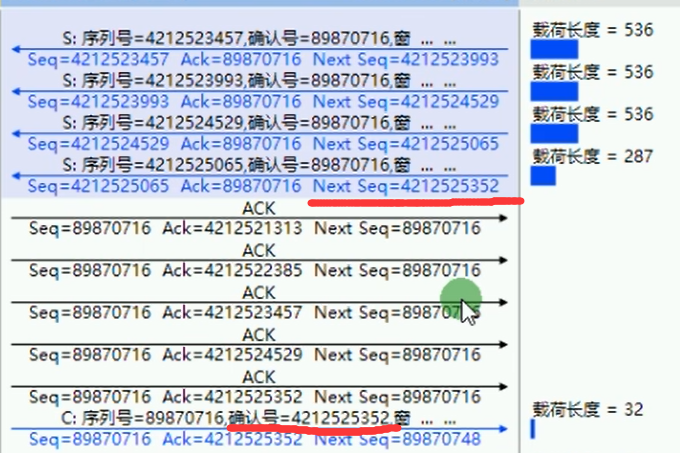 S: 序列号=4212523457,确认号=89870716,窗 ... ...
载荷长度 = 536
Seq=4212523457 Ack=89870716 Next Seq=4212523993
S: 序列号=4212523993,确认号=89870716,窗 ... ...
载荷长度 = 536
Seq=4212523993 Ack=89870716 Next Seq=4212524529
S: 序列号=4212524529,确认号=89870716,窗 ... ...
载荷长度 = 536
Seq=4212524529 Ack=89870716 Next Seq=4212525065
S: 序列号=4212525065,确认号=89870716,窗 ... ...
载荷长度 = 287
Seq=4212525065 Ack=89870716 Next Seq=4212525352
ACK
Seq=89870716 Ack=4212521313 Next Seq=89870716
ACK
Seq=89870716 Ack=4212522385 Next Seq=89870716
ACK
Seq=89870716 Ack=4212523457 Next Seq=89870716
ACK
Seq=89870716 Ack=4212524529 Next Seq=89870716
ACK
Seq=89870716 Ack=4212525352 Next Seq=89870716
C: 序列号=89870716,确认号=4212525352,窗 ... ...
载荷长度 = 32
Seq=89870716 Ack=4212525352 Next Seq=89870748